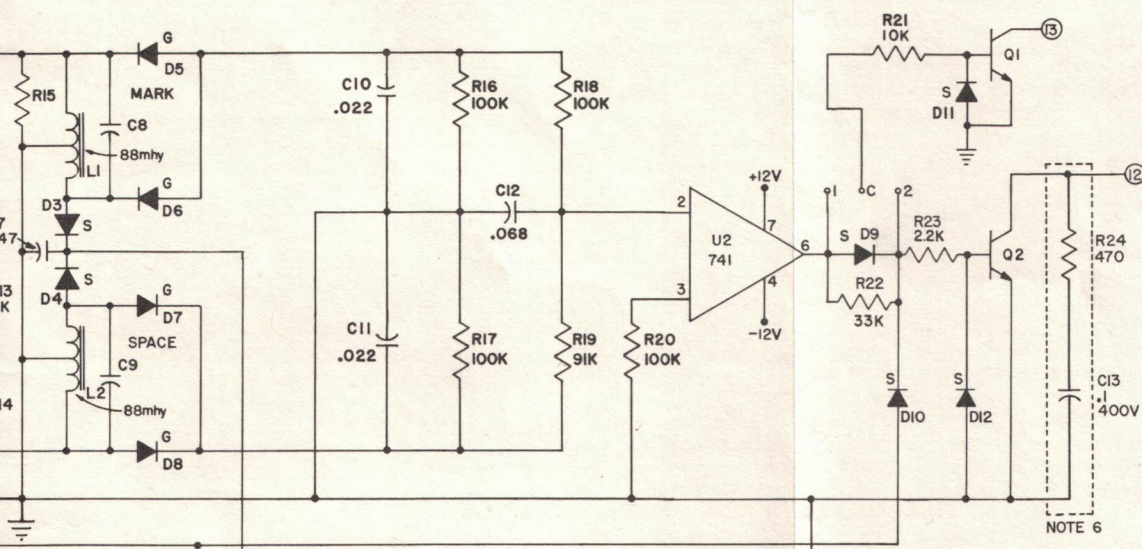 R21
10K
13
Q1
S
D11
G
D5
MARK
R15
C8
88mhy
L1
G
D6
D3
S
7
47
S
D4
13
K
G
D7
SPACE
C9
L2
88mhy
14
G
D8
C10
.022
R16
100K
R18
100K
C12
.068
C11
.022
R17
100K
R19
91K
R20
100K
2
3
U2
741
+12V
7
6
4
-12V
1
C
2
S
D9
R22
33K
R23
2.2K
Q2
12
R24
470
S
D10
S
D12
C13
.1
400V
NOTE 6